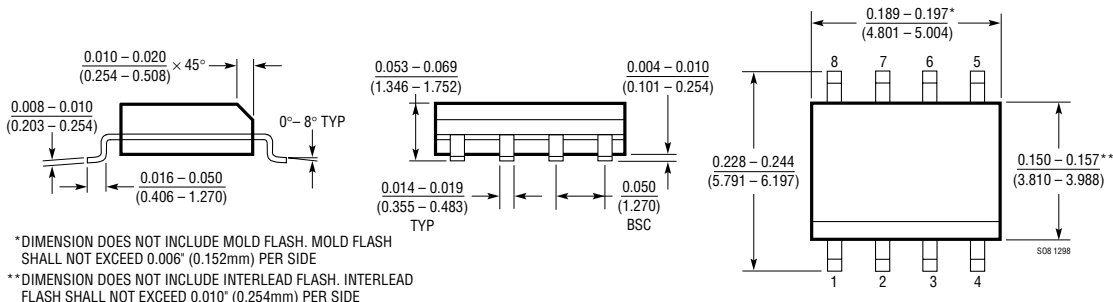 0.010 – 0.020
(0.254 – 0.508)
× 45°
0.008 – 0.010
(0.203 – 0.254)
0°– 8° TYP
0.016 – 0.050
(0.406 – 1.270)
0.053 – 0.069
(1.346 – 1.752)
0.004 – 0.010
(0.101 – 0.254)
0.014 – 0.019
(0.355 – 0.483)
TYP
0.050
(1.270)
BSC
0.189 – 0.197*
(4.801 – 5.004)
8 7 6 5
0.228 – 0.244
(5.791 – 6.197)
0.150 – 0.157**
(3.810 – 3.988)
1 2 3 4
SO8 1298
*DIMENSION DOES NOT INCLUDE MOLD FLASH. MOLD FLASH
SHALL NOT EXCEED 0.006" (0.152mm) PER SIDE
**DIMENSION DOES NOT INCLUDE INTERLEAD FLASH. INTERLEAD
FLASH SHALL NOT EXCEED 0.010" (0.254mm) PER SIDE